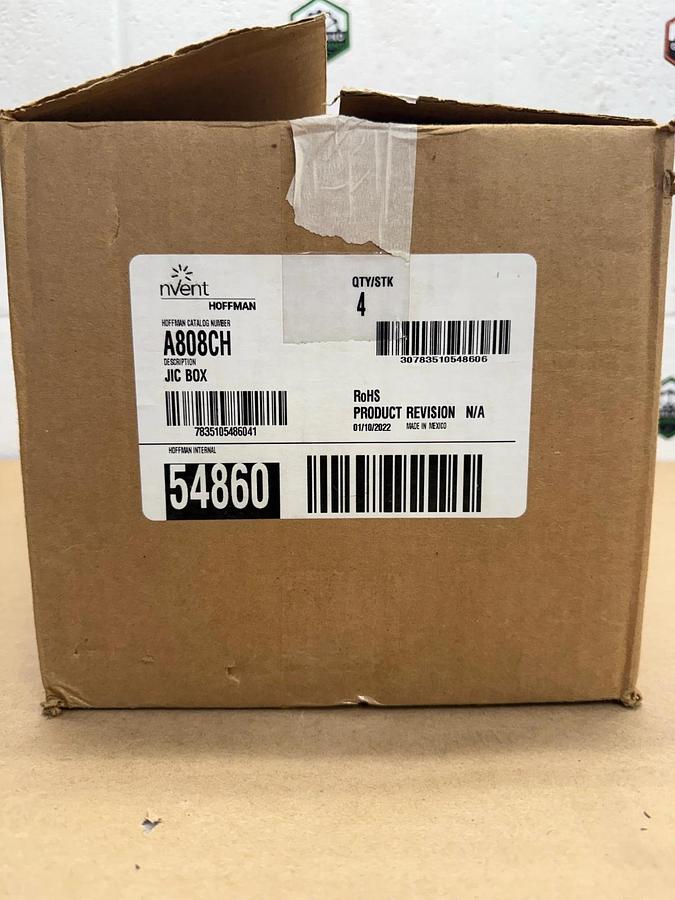 nVent
HOFFMAN
QTY/STK
4
HOFFMAN CATALOG NUMBER
A808CH
DESCRIPTION
JIC BOX
30783510548606
7835105486041
RoHS
PRODUCT REVISION N/A
01/10/2022 MADE IN MEXICO
HOFFMAN INTERNAL
54860